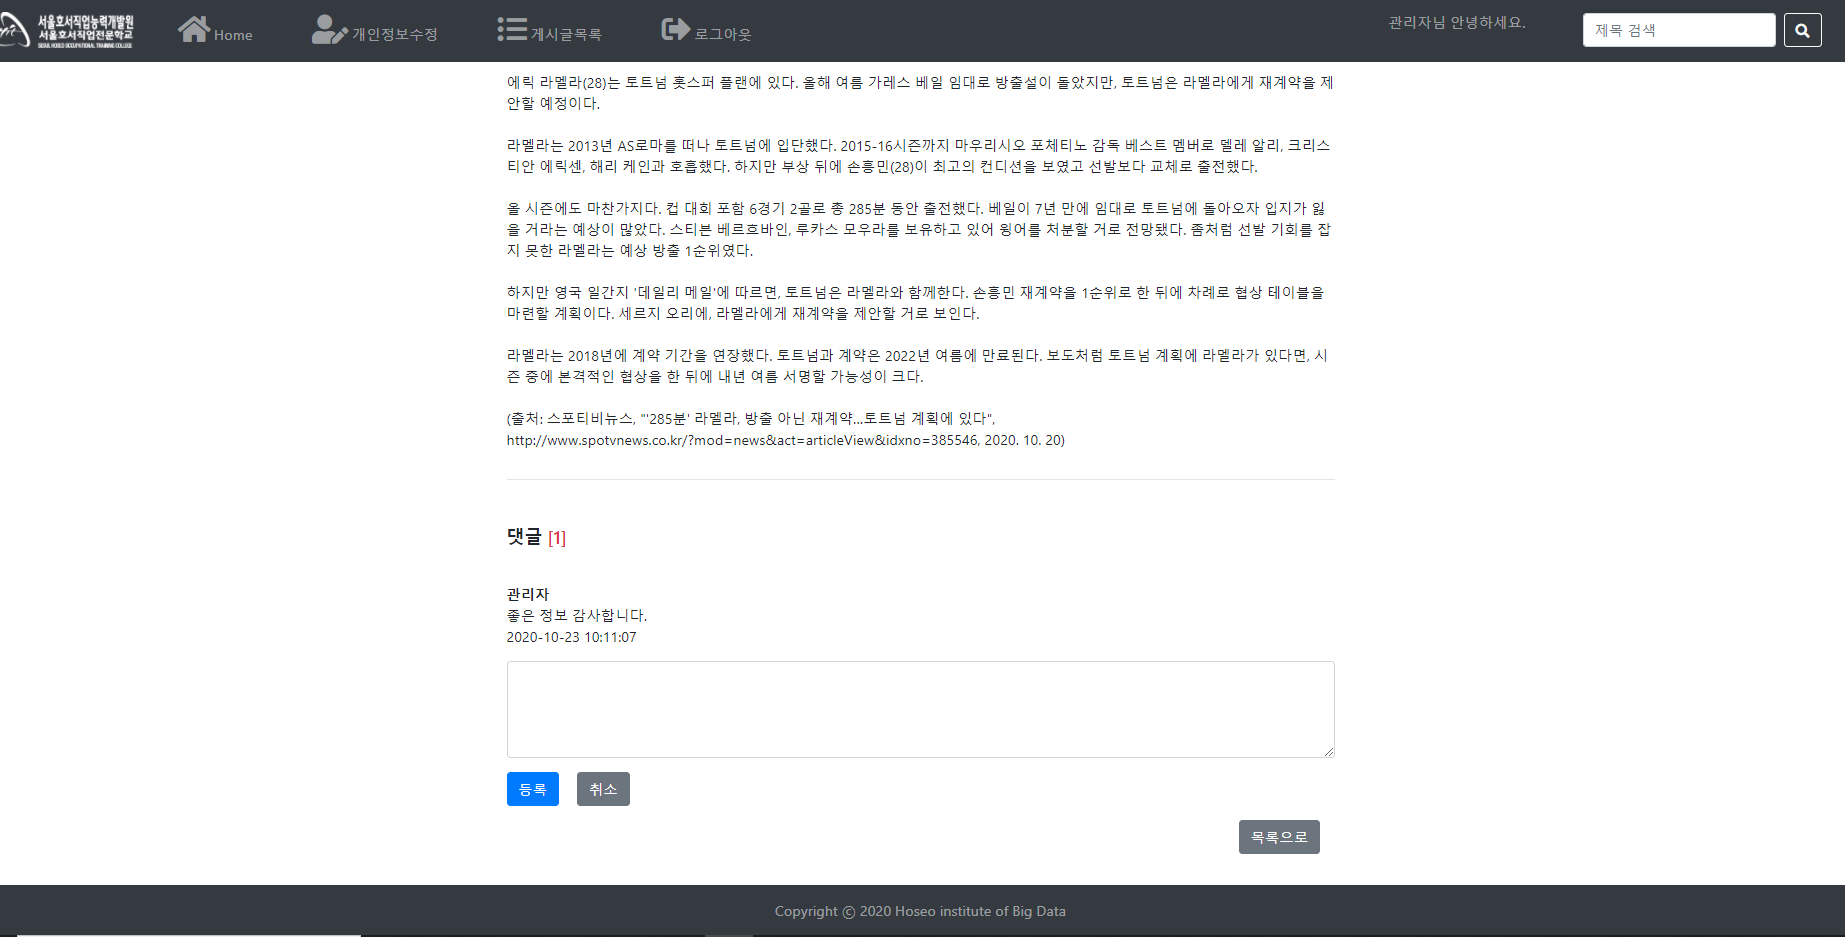 서울호서직업능력개발원
서울호서직업전문학교
SEOUL HOSEO OCCUPATIONAL TRAINING COLLEGE
Home
개인정보수정
게시글목록
로그아웃
관리자님 안녕하세요.
제목 검색
에릭 라멜라(28)는 토트넘 홋스퍼 플랜에 있다. 올해 여름 가레스 베일 임대로 방출설이 돌았지만, 토트넘은 라멜라에게 재계약을 제
안할 예정이다.
라멜라는 2013년 AS로마를 떠나 토트넘에 입단했다. 2015-16시즌까지 마우리시오 포체티노 감독 베스트 멤버로 델레 알리, 크리스
티안 에릭센, 해리 케인과 호흡했다. 하지만 부상 뒤에 손흥민(28)이 최고의 컨디션을 보였고 선발보다 교체로 출전했다.
올 시즌에도 마찬가지다. 컵 대회 포함 6경기 2골로 총 285분 동안 출전했다. 베일이 7년 만에 임대로 토트넘에 돌아오자 입지가 잃
을 거라는 예상이 많았다. 스티븐 베르흐바인, 루카스 모우라를 보유하고 있어 윙어를 처분할 거로 전망됐다. 좀처럼 선발 기회를 잡
지 못한 라멜라는 예상 방출 1순위였다.
하지만 영국 일간지 '데일리 메일'에 따르면, 토트넘은 라멜라와 함께한다. 손흥민 재계약을 1순위로 한 뒤에 차례로 협상 테이블을
마련할 계획이다. 세르지 오리에, 라멜라에게 재계약을 제안할 거로 보인다.
라멜라는 2018년에 계약 기간을 연장했다. 토트넘과 계약은 2022년 여름에 만료된다. 보도처럼 토트넘 계획에 라멜라가 있다면, 시
즌 중에 본격적인 협상을 한 뒤에 내년 여름 서명할 가능성이 크다.
(출처: 스포티비뉴스, "'285분' 라멜라, 방출 아닌 재계약...토트넘 계획에 있다",
http://www.spotvnews.co.kr/?mod=news&act=articleView&idxno=385546, 2020. 10. 20)
댓글 [1]
관리자
좋은 정보 감사합니다.
2020-10-23 10:11:07
등록
취소
목록으로
Copyright © 2020 Hoseo institute of Big Data